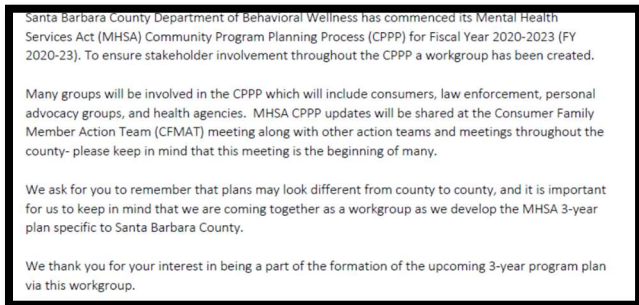 Santa Barbara County Department of Behavioral Wellness has commenced its Mental Health
Services Act (MHSA) Community Program Planning Process (CPPP) for Fiscal Year 2020-2023 (FY
2020-23). To ensure stakeholder involvement throughout the CPPP a workgroup has been created.
Many groups will be involved in the CPPP which will include consumers, law enforcement, personal
advocacy groups, and health agencies.  MHSA CPPP updates will be shared at the Consumer Family
Member Action Team (CFMAT) meeting along with other action teams and meetings throughout the
county- please keep in mind that this meeting is the beginning of many.
We ask for you to remember that plans may look different from county to county, and it is important
for us to keep in mind that we are coming together as a workgroup as we develop the MHSA 3-year
plan specific to Santa Barbara County.
We thank you for your interest in being a part of the formation of the upcoming 3-year program plan
via this workgroup.